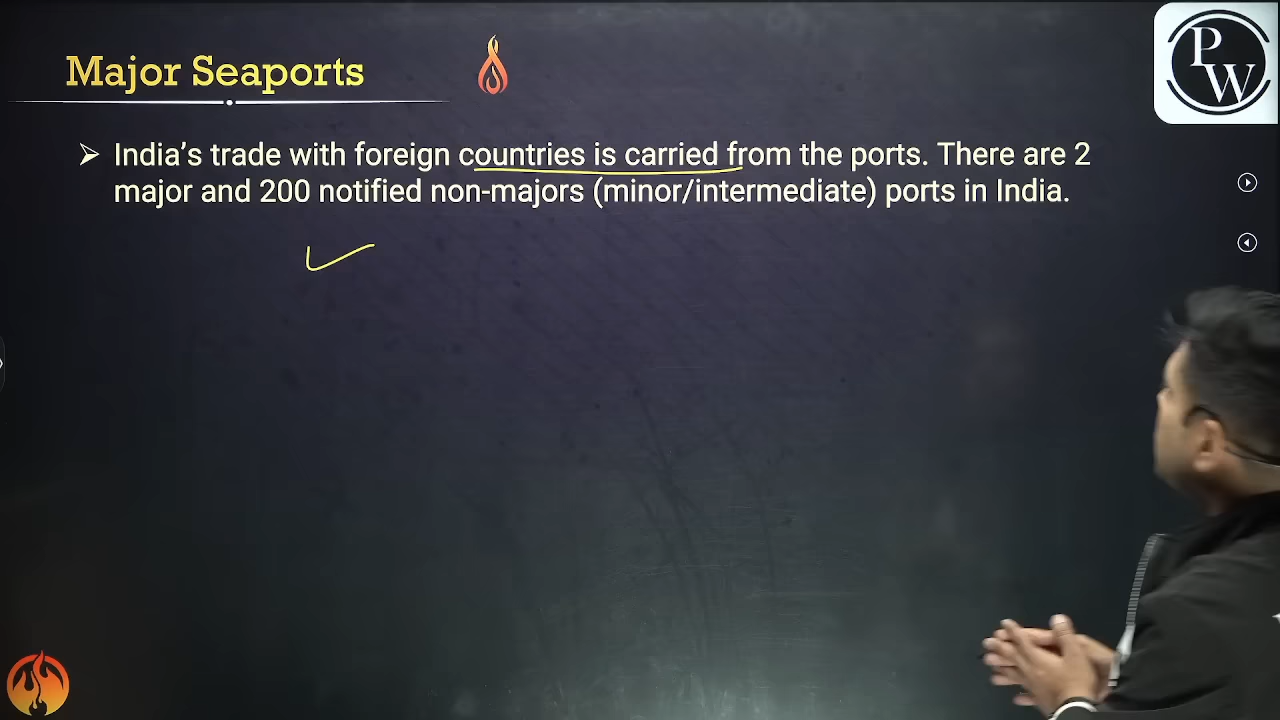 Major Seaports
PW
➢ India's trade with foreign countries is carried from the ports. There are 2
major and 200 notified non-majors (minor/intermediate) ports in India.